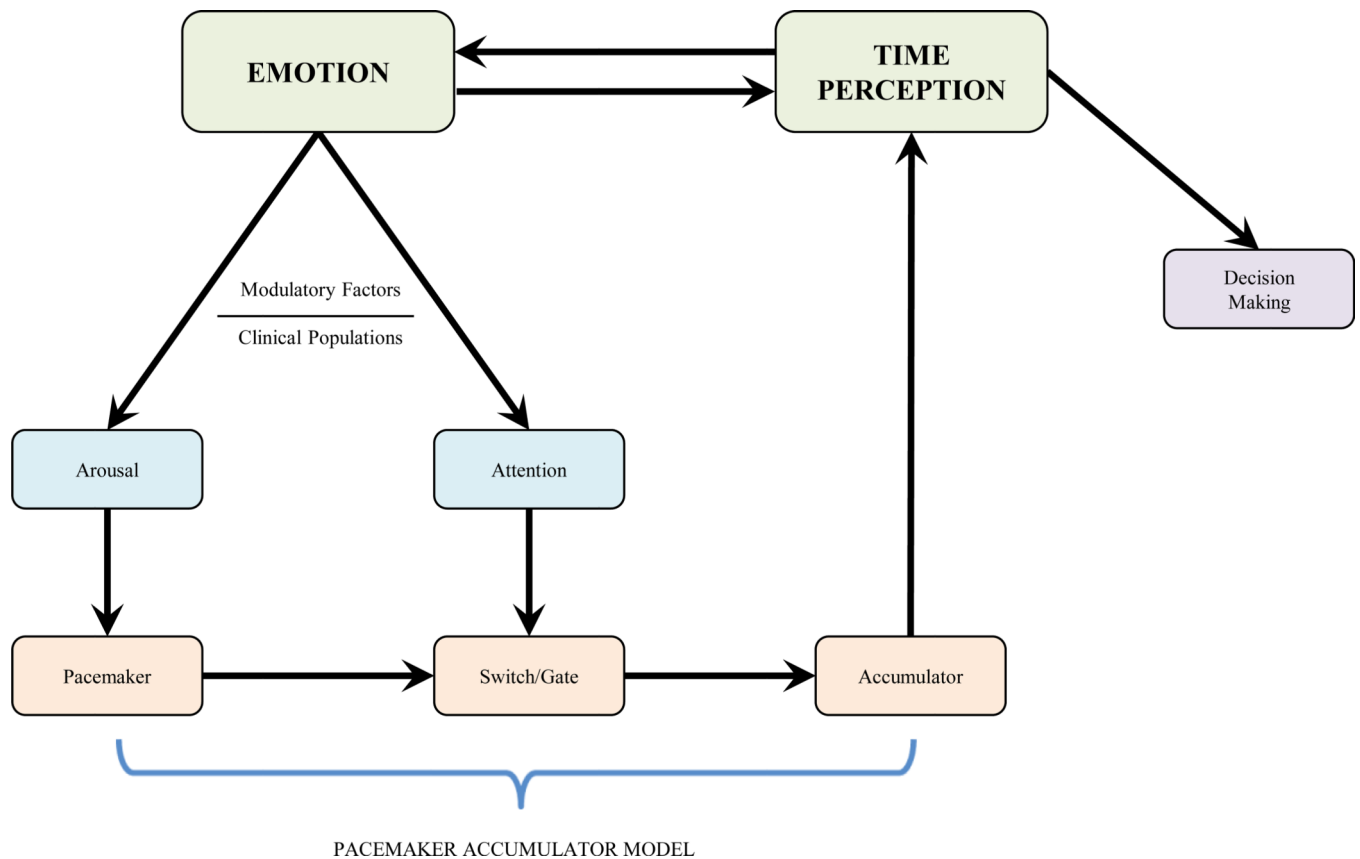 EMOTION
TIME
PERCEPTION
Decision
Making
Modulatory Factors
Clinical Populations
Arousal
Attention
Pacemaker
Switch/Gate
Accumulator
PACEMAKER ACCUMULATOR MODEL